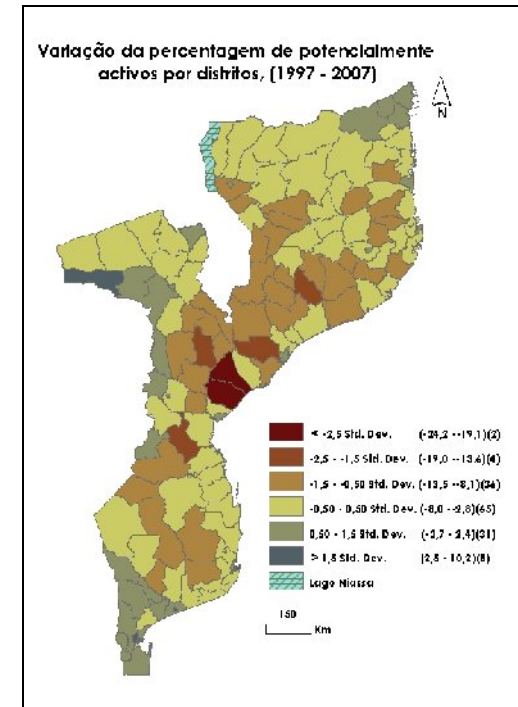 Variação da percentagem de potencialmente
activos por distritos, (1997 - 2007)
N
< -2,5 Std. Dev. (-24,2 --19,1)(2)
-2,5 - -1,5 Std. Dev. (-19,0 --13,6)(4)
-1,5 - -0,50 Std. Dev. (-13,5 --8,1)(36)
-0,50 - 0,50 Std. Dev. (-8,0 --2,8)(65)
0,50 - 1,5 Std. Dev. (-2,7 - 2,4)(31)
> 1,5 Std. Dev. (2,5 - 10,2)(8)
Lago Niassa
150
Km